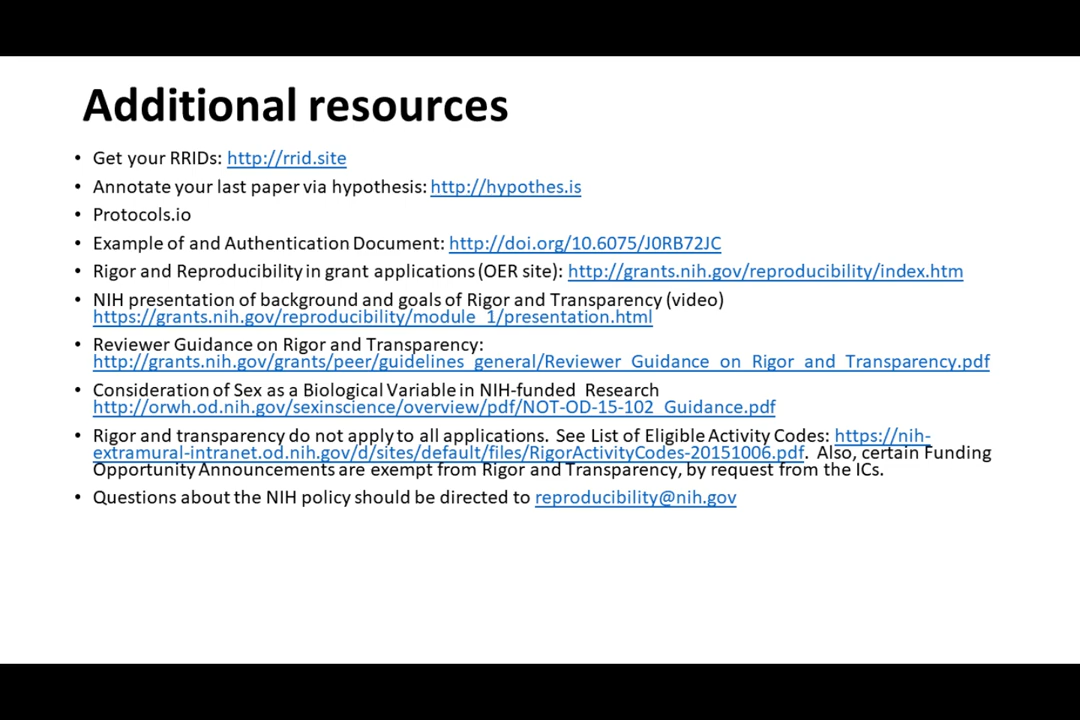 Additional resources
• Get your RRIDs: http://rrid.site
• Annotate your last paper via hypothesis: http://hypothes.is
• Protocols.io
• Example of and Authentication Document: http://doi.org/10.6075/J0RB72JC
• Rigor and Reproducibility in grant applications (OER site): http://grants.nih.gov/reproducibility/index.htm
• NIH presentation of background and goals of Rigor and Transparency (video)
https://grants.nih.gov/reproducibility/module_1/presentation.html
• Reviewer Guidance on Rigor and Transparency:
http://grants.nih.gov/grants/peer/guidelines_general/Reviewer_Guidance_on_Rigor_and_Transparency.pdf
• Consideration of Sex as a Biological Variable in NIH-funded Research
http://orwh.od.nih.gov/sexinscience/overview/pdf/NOT-OD-15-102_Guidance.pdf
• Rigor and transparency do not apply to all applications. See List of Eligible Activity Codes: https://nih-
extramural-intranet.od.nih.gov/d/sites/default/files/RigorActivityCodes-20151006.pdf. Also, certain Funding
Opportunity Announcements are exempt from Rigor and Transparency, by request from the ICs.
• Questions about the NIH policy should be directed to reproducibility@nih.gov